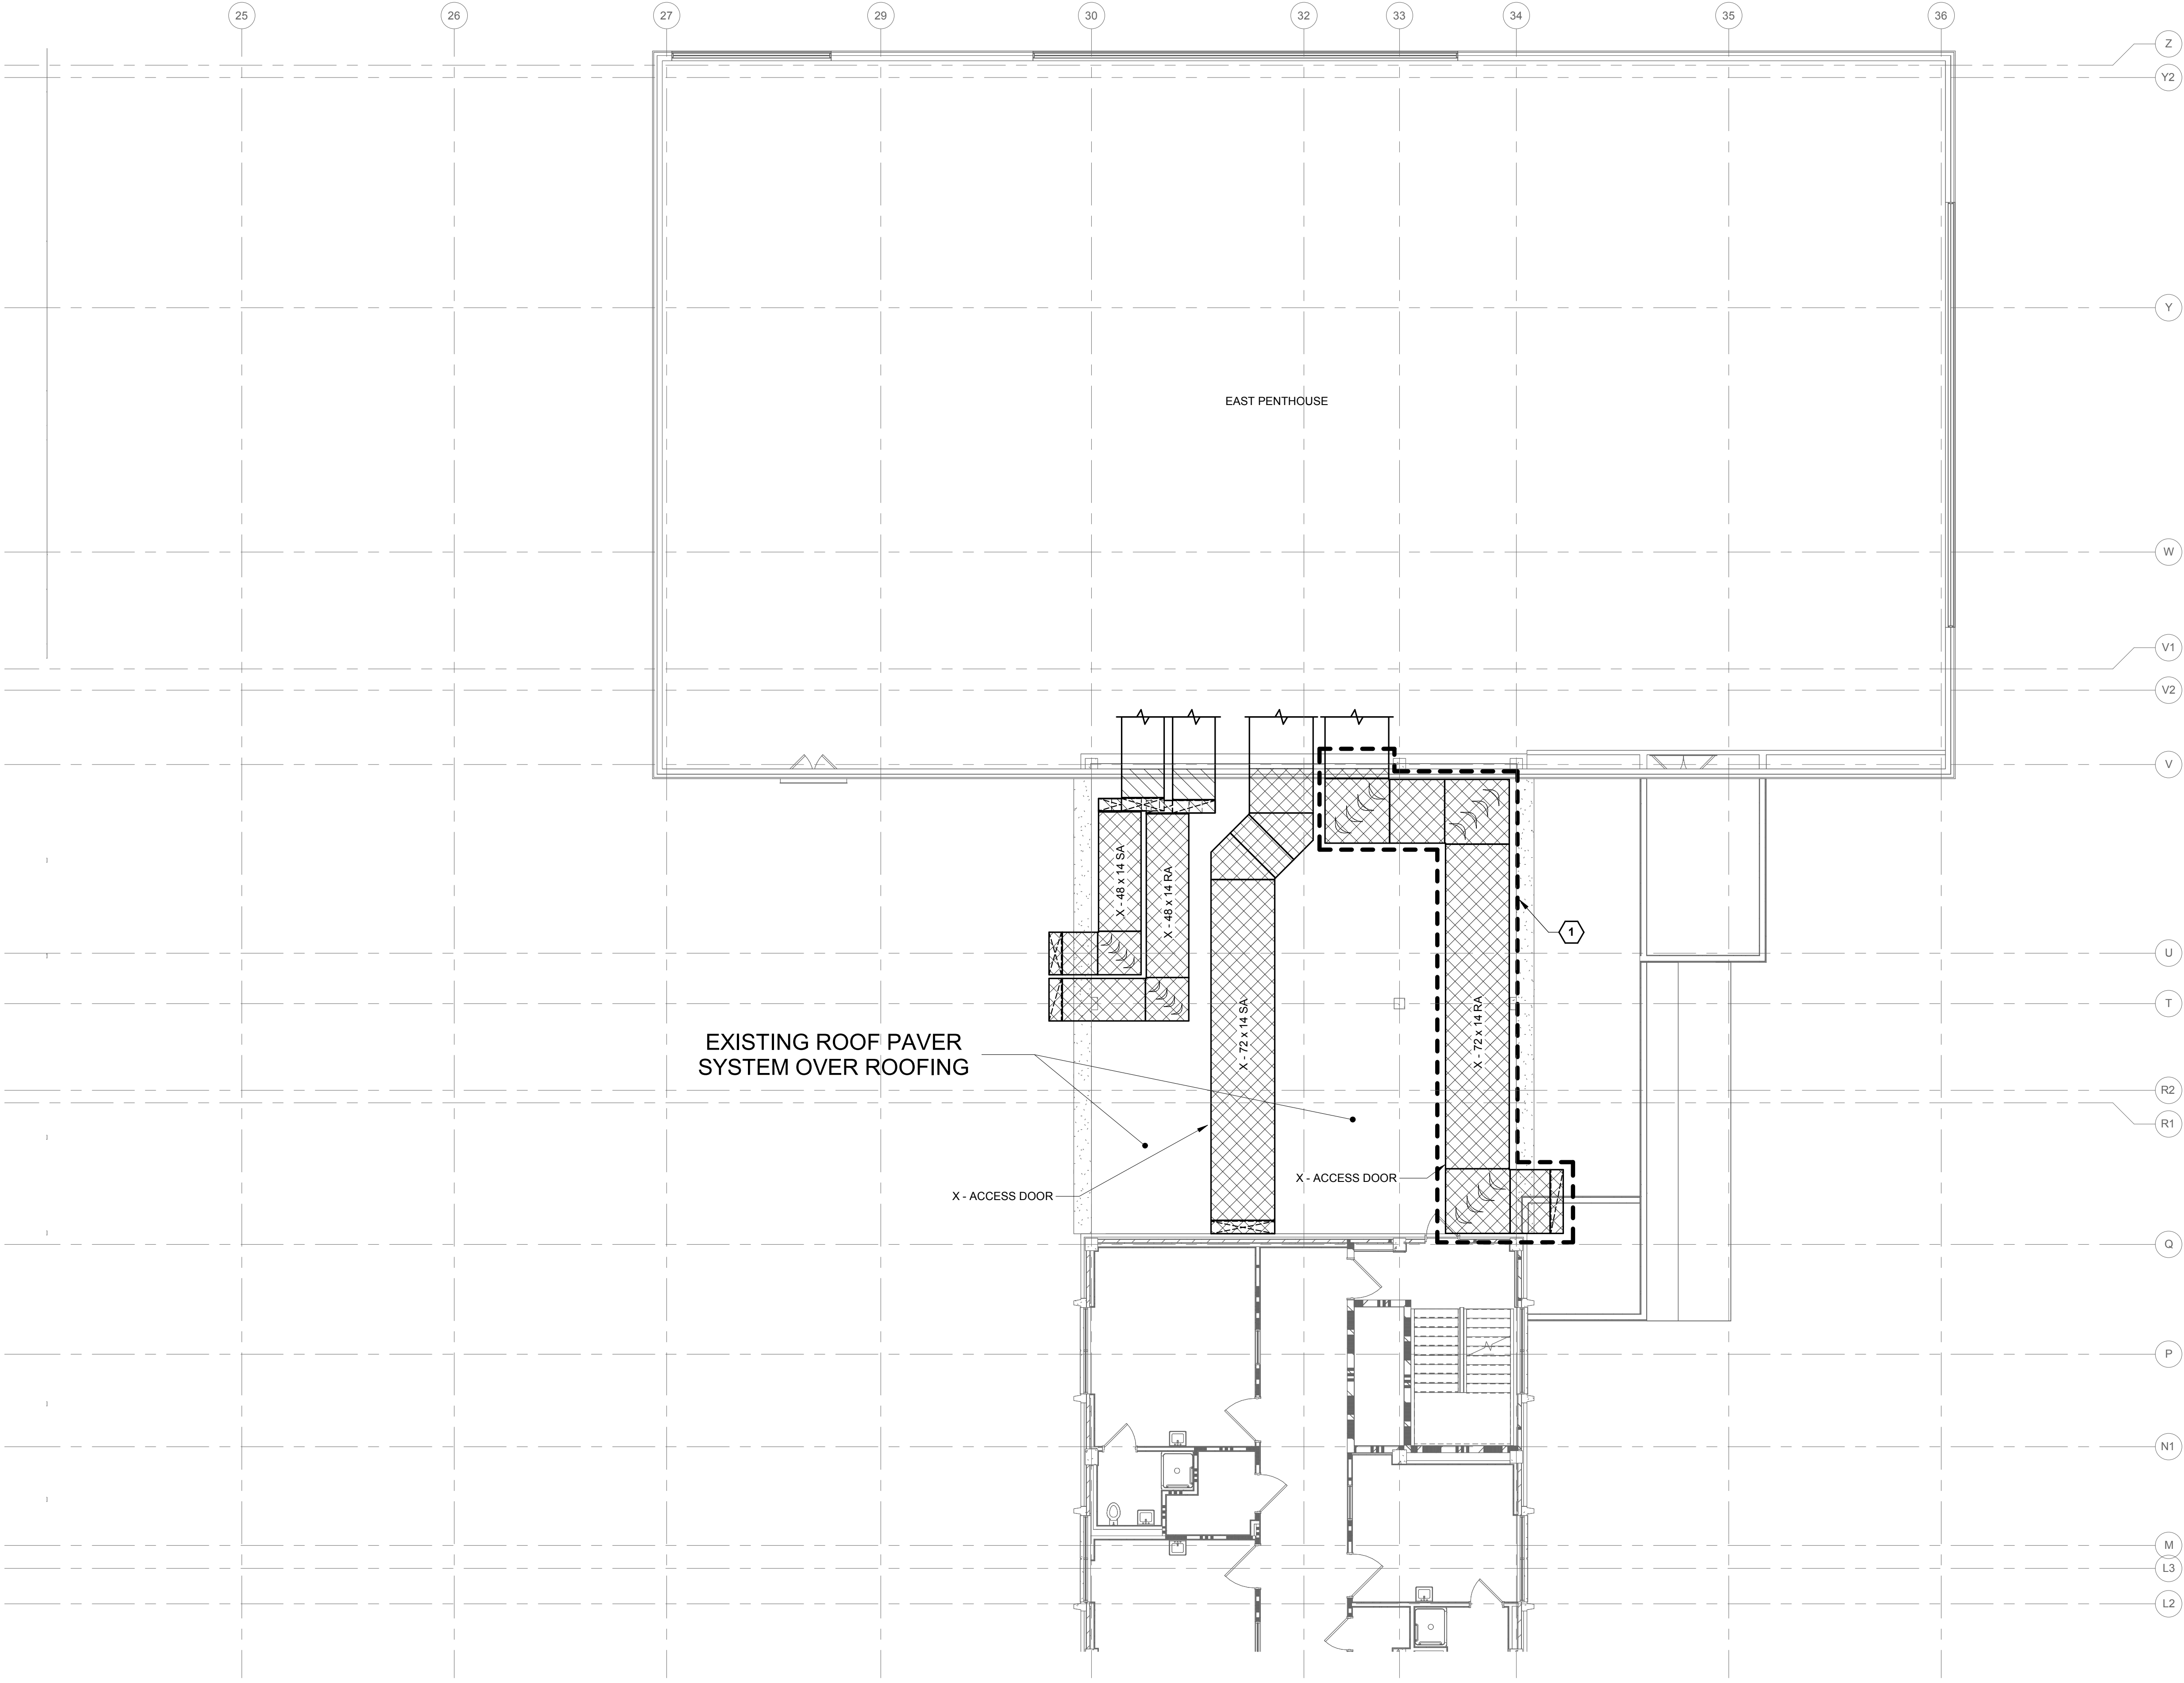 25
26
27
29
30
32
33
34
35
36
Z
Y2
Y
EAST PENTHOUSE
W
V1
V2
V
X - 48 x 14 SA
X - 48 x 14 RA
1
U
T
X - 72 x 14 SA
X - 72 x 14 RA
EXISTING ROOF PAVER
SYSTEM OVER ROOFING
R2
R1
X - ACCESS DOOR
X - ACCESS DOOR
Q
P
N1
M
L3
L2